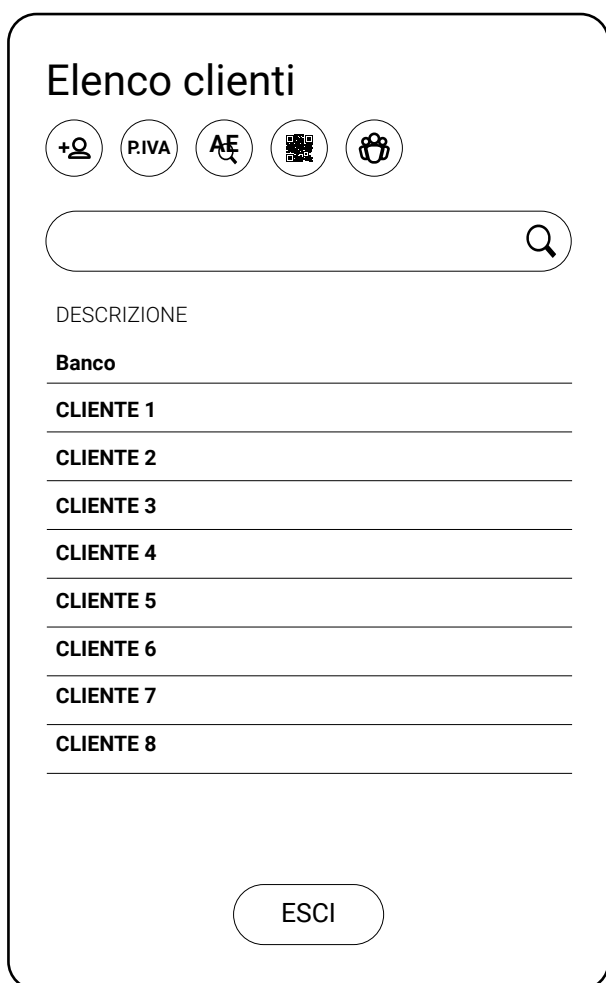 Elenco clienti
P.IVA AE
DESCRIZIONE
Banco
CLIENTE 1
CLIENTE 2
CLIENTE 3
CLIENTE 4
CLIENTE 5
CLIENTE 6
CLIENTE 7
CLIENTE 8
ESCI